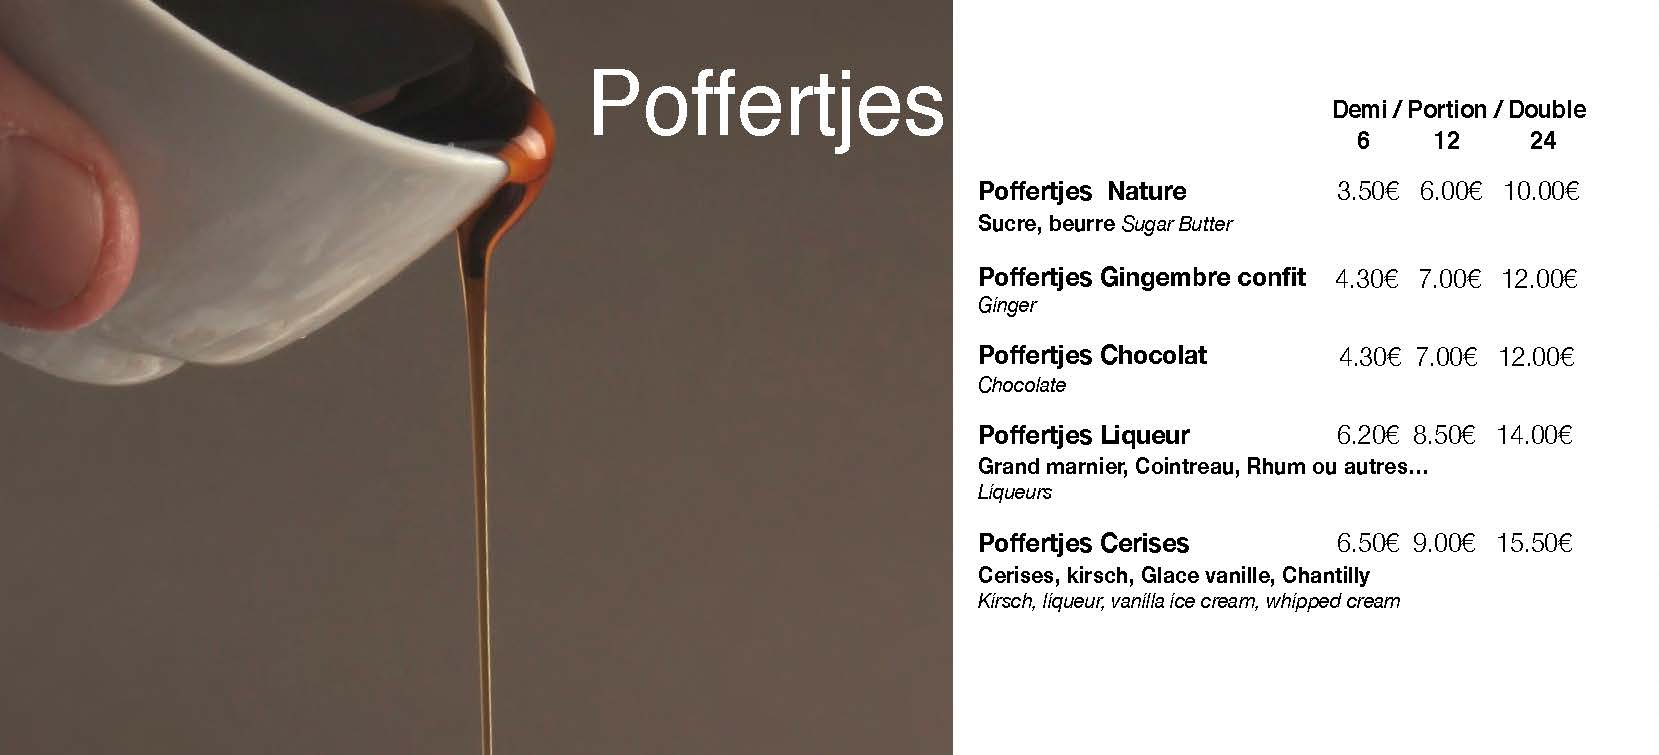 Poffertjes
Demi / Portion / Double
6 12 24
Poffertjes Nature 3.50€ 6.00€ 10.00€
Sucre, beurre Sugar Butter
Poffertjes Gingembre confit 4.30€ 7.00€ 12.00€
Ginger
Poffertjes Chocolat 4.30€ 7.00€ 12.00€
Chocolate
Poffertjes Liqueur 6.20€ 8.50€ 14.00€
Grand marnier, Cointreau, Rhum ou autres...
Liqueurs
Poffertjes Cerises 6.50€ 9.00€ 15.50€
Cerises, kirsch, Glace vanille, Chantilly
Kirsch, liqueur, vanilla ice cream, whipped cream